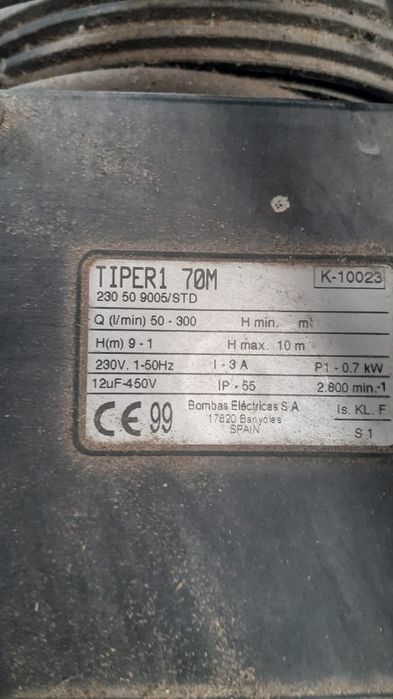 TIPER1 70M K-10023
230 50 9005/STD
Q (l/min) 50 - 300 H min. m
H(m) 9 - 1 H max. 10 m
230V. 1-50Hz I - 3 A P1 - 0.7 kW
12uF-450V IP - 55 2.800 min.-1
CE 99 Bombas Eléctricas S A Is. KL. F
17820 Banyoles
SPAIN S 1